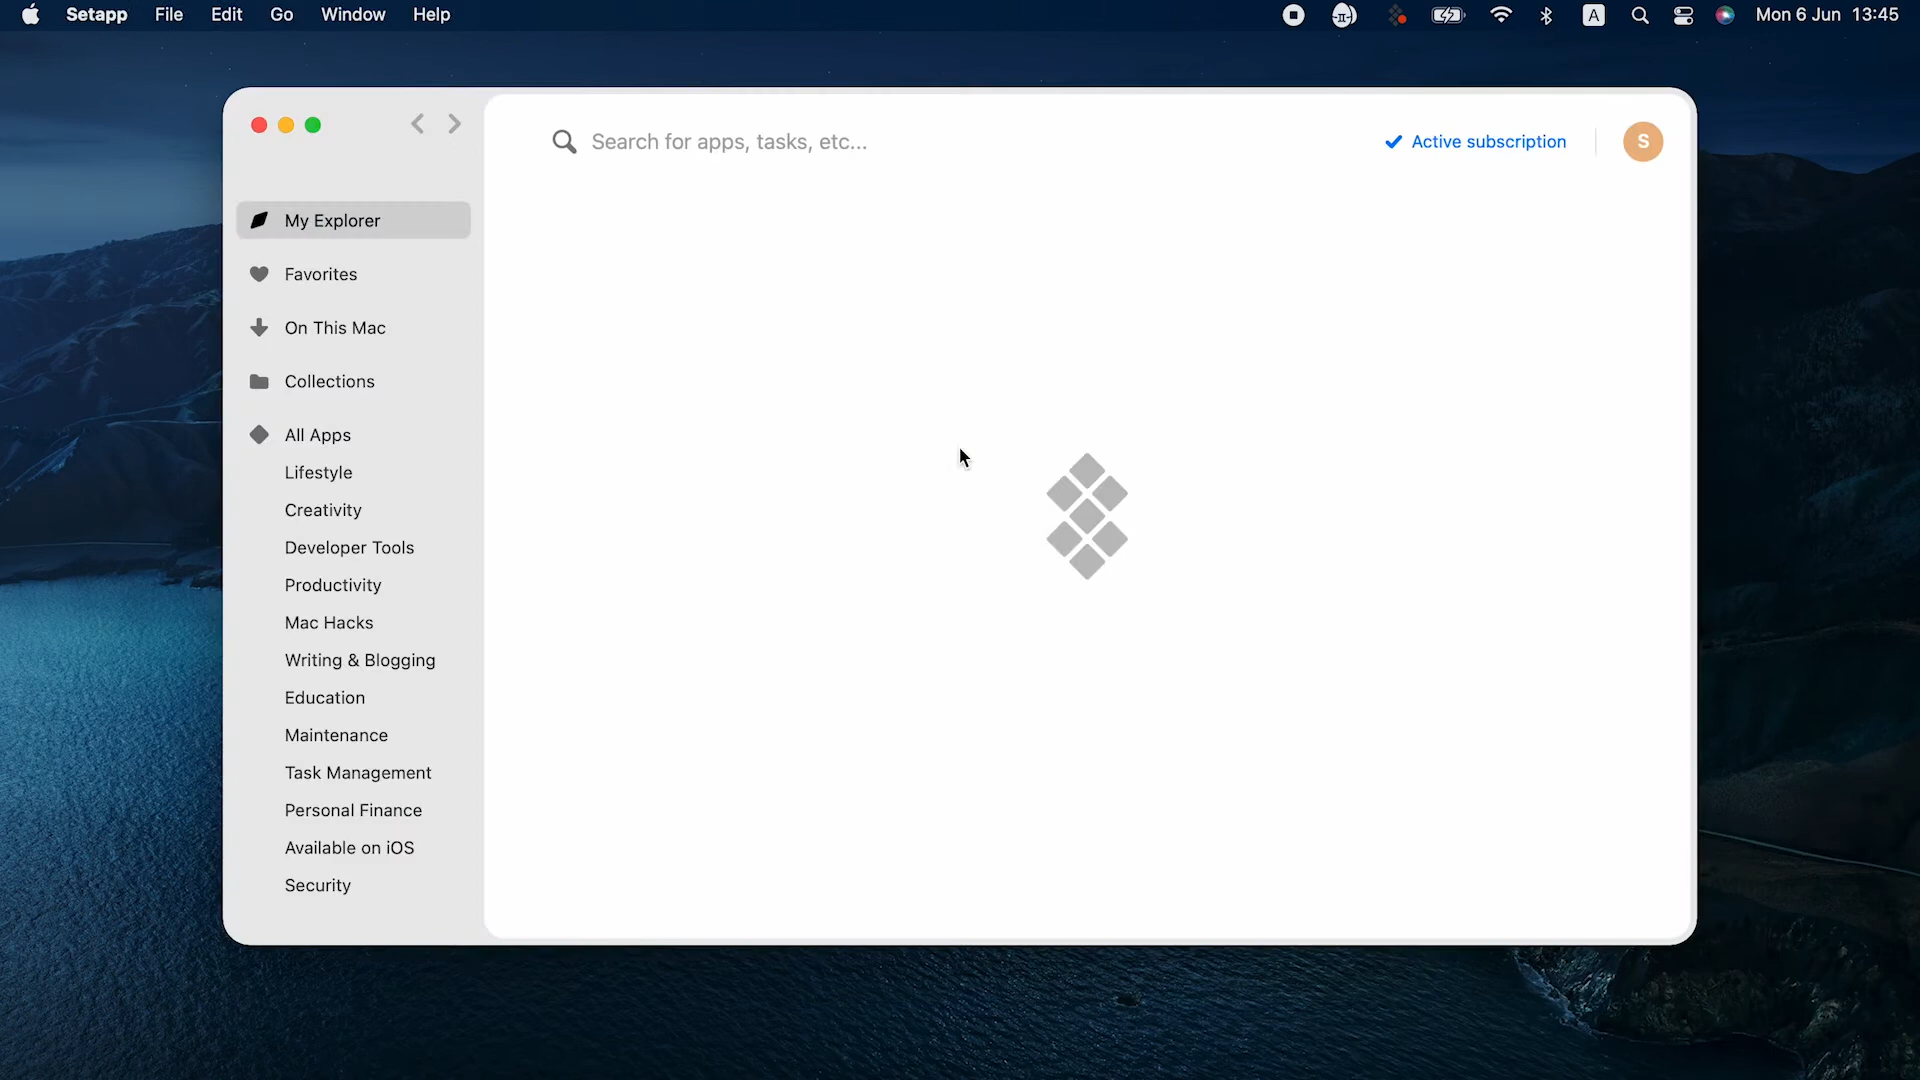 Setapp File Edit Go Window Help A Mon 6 Jun 13:45
Search for apps, tasks, etc...
Active subscription
S
My Explorer
Favorites
On This Mac
Collections
All Apps
Lifestyle
Creativity
Developer Tools
Productivity
Mac Hacks
Writing & Blogging
Education
Maintenance
Task Management
Personal Finance
Available on iOS
Security